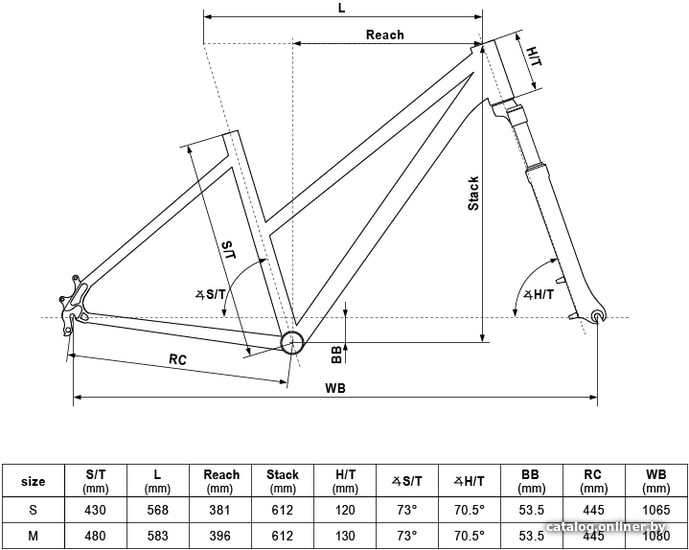 L
Reach
H/T
Stack
S/T
∡S/T
∡H/T
BB
RC
WB
size S/T (mm) L (mm) Reach (mm) Stack (mm) H/T (mm) ∡S/T ∡H/T BB (mm) RC (mm) WB (mm)
S 430 568 381 612 120 73° 70.5° 53.5 445 1065
M 480 583 396 612 130 73° 70.5° 53.5 445 1080
catalog.onliner.by